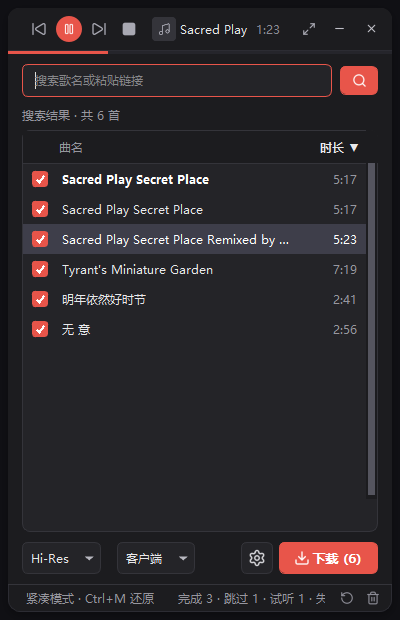 Sacred Play 1:23
搜索歌名或粘贴链接
搜索结果 · 共 6 首
曲名 时长 ▼
Sacred Play Secret Place 5:17
Sacred Play Secret Place 5:17
Sacred Play Secret Place Remixed by ... 5:23
Tyrant's Miniature Garden 7:19
明年依然好时节 2:41
无 意 2:56
Hi-Res 客户端 下载 (6)
紧凑模式 · Ctrl+M 还原 完成 3 · 跳过 1 · 试听 1 ·